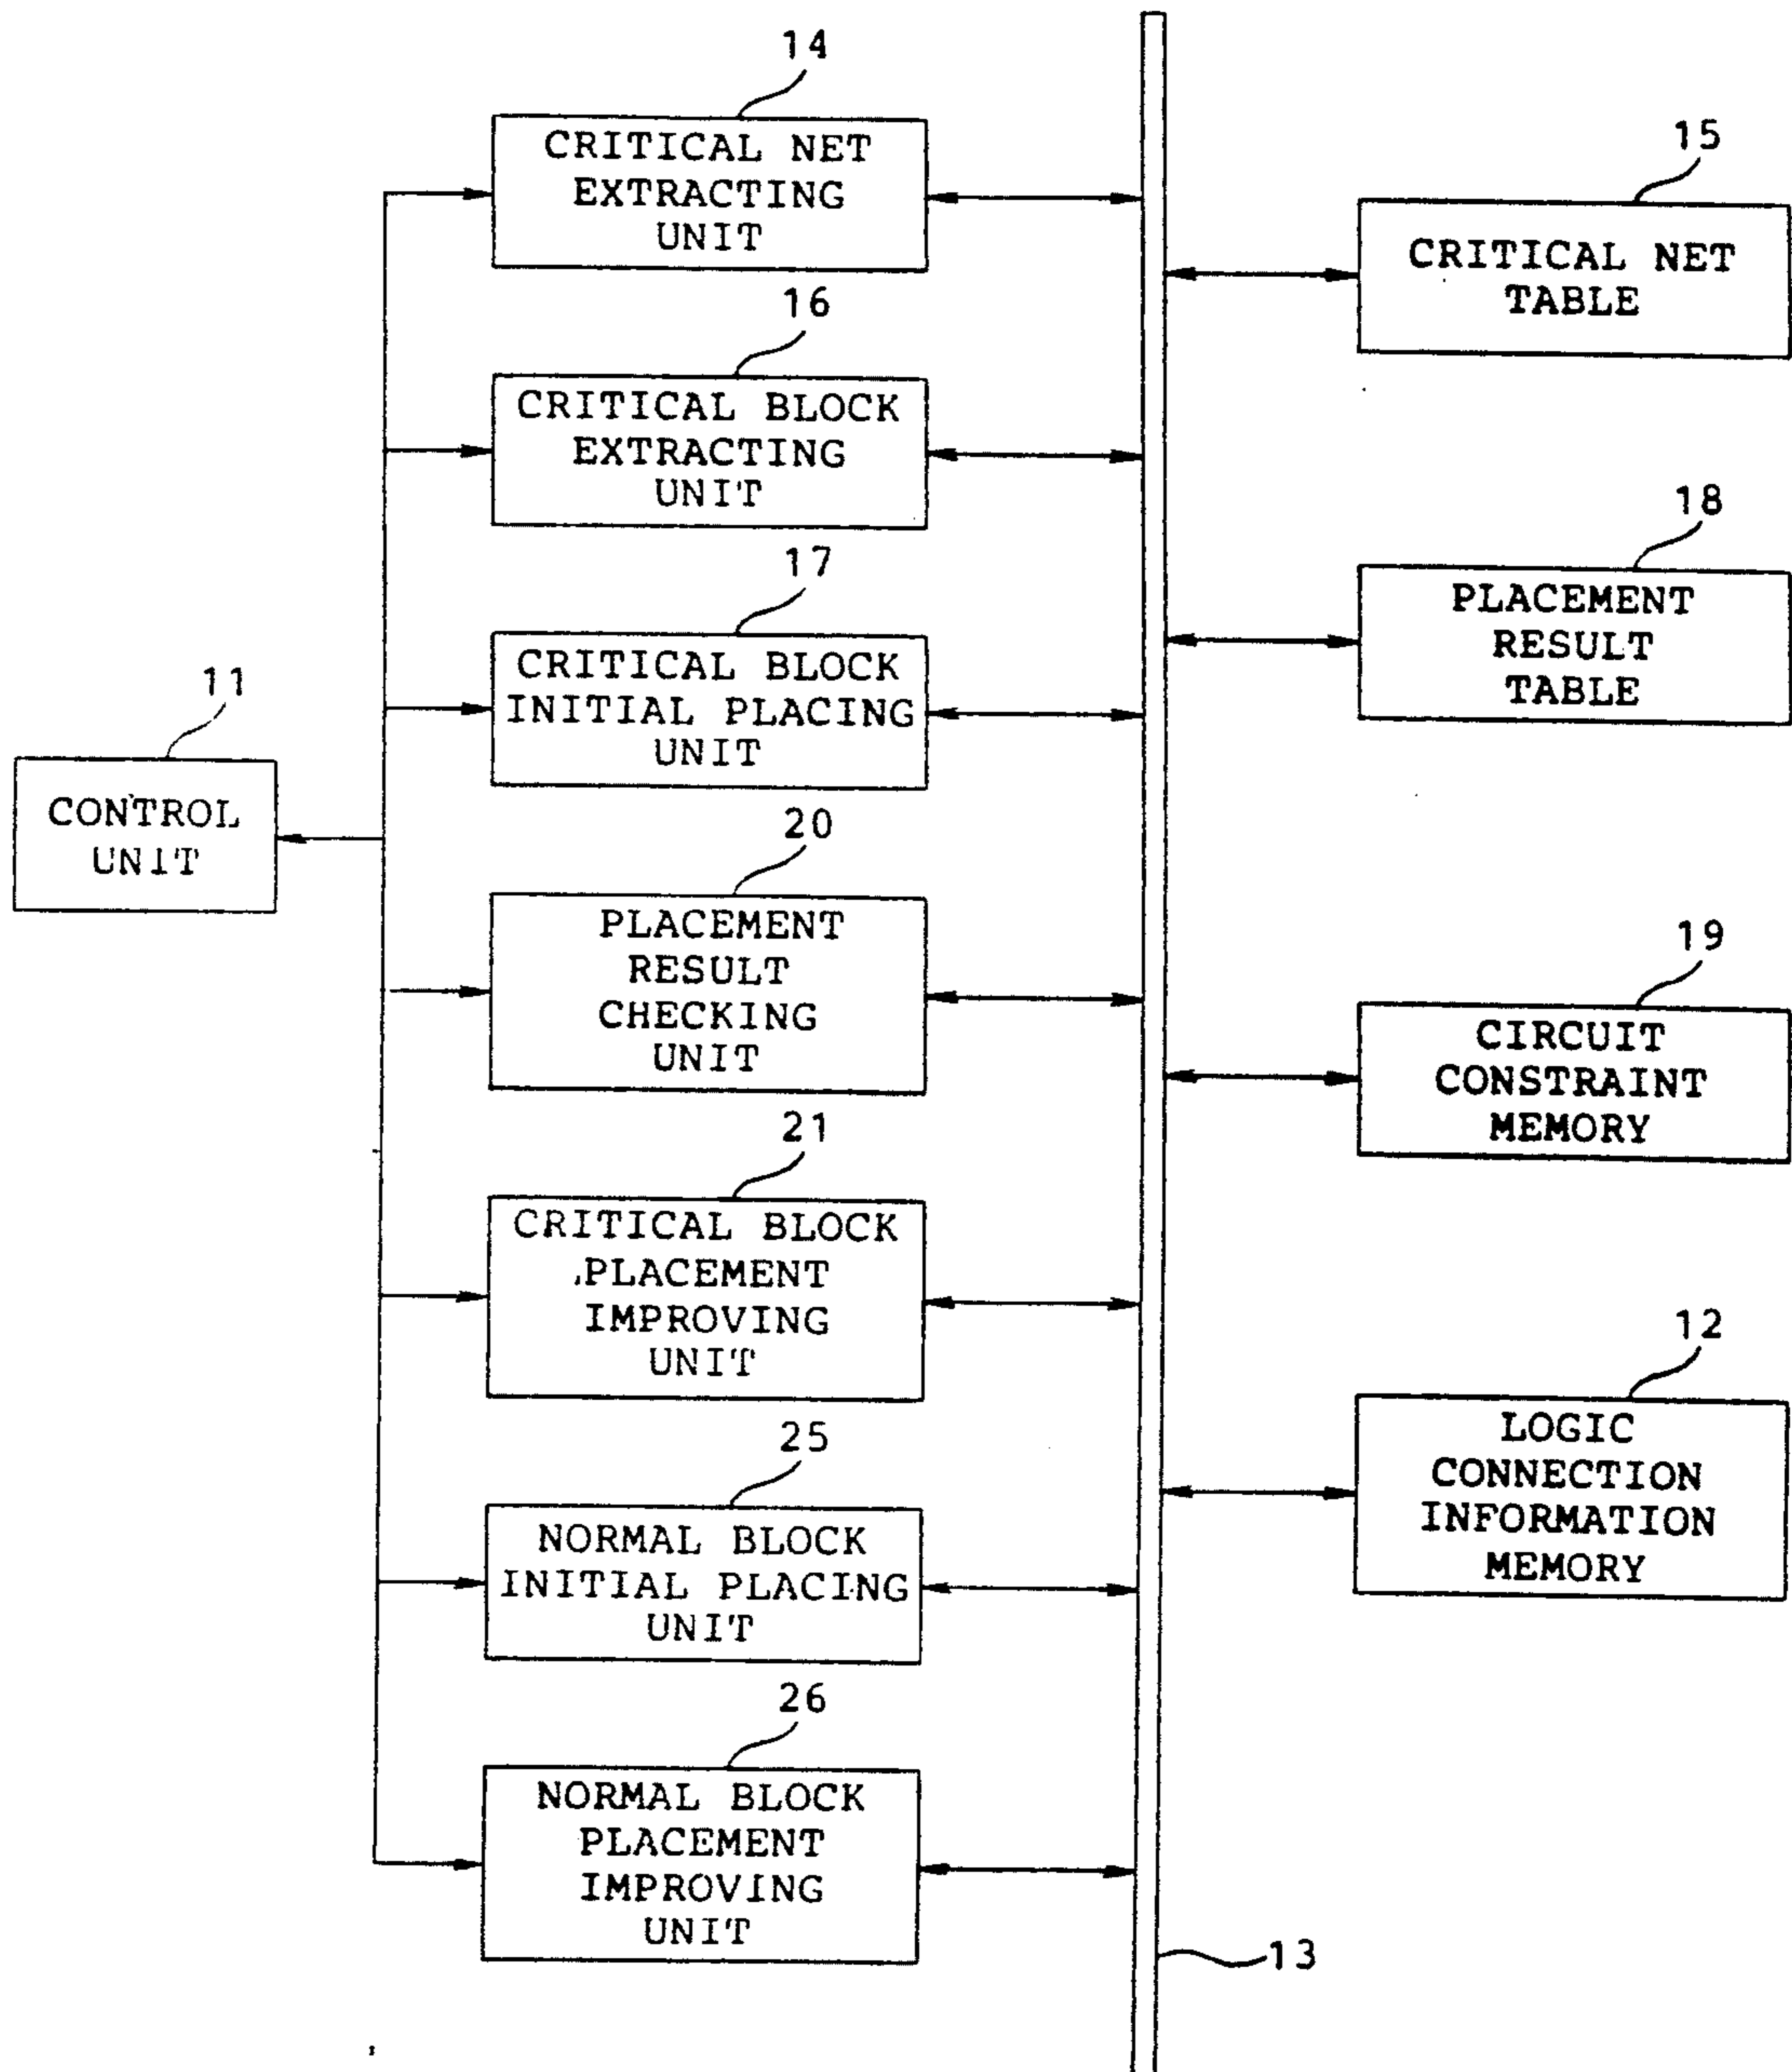 14
CRITICAL NET
EXTRACTING
UNIT
16
CRITICAL BLOCK
EXTRACTING
UNIT
17
CRITICAL BLOCK
INITIAL PLACING
UNIT
11
CONTROL
UNIT
20
PLACEMENT
RESULT
CHECKING
UNIT
21
CRITICAL BLOCK
PLACEMENT
IMPROVING
UNIT
25
NORMAL BLOCK
INITIAL PLACING
UNIT
26
NORMAL BLOCK
PLACEMENT
IMPROVING
UNIT
13
15
CRITICAL NET
TABLE
18
PLACEMENT
RESULT
TABLE
19
CIRCUIT
CONSTRAINT
MEMORY
12
LOGIC
CONNECTION
INFORMATION
MEMORY